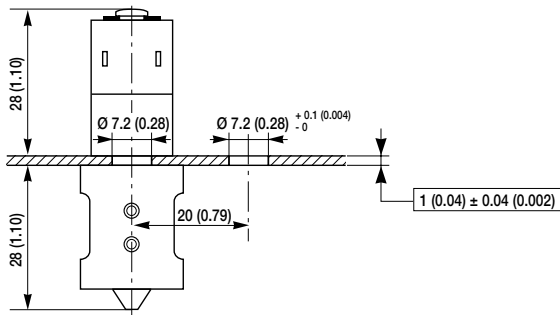 28 (1.10)
Ø 7.2 (0.28)
Ø 7.2 (0.28) + 0.1 (0.004)
- 0
1 (0.04) ± 0.04 (0.002)
20 (0.79)
28 (1.10)